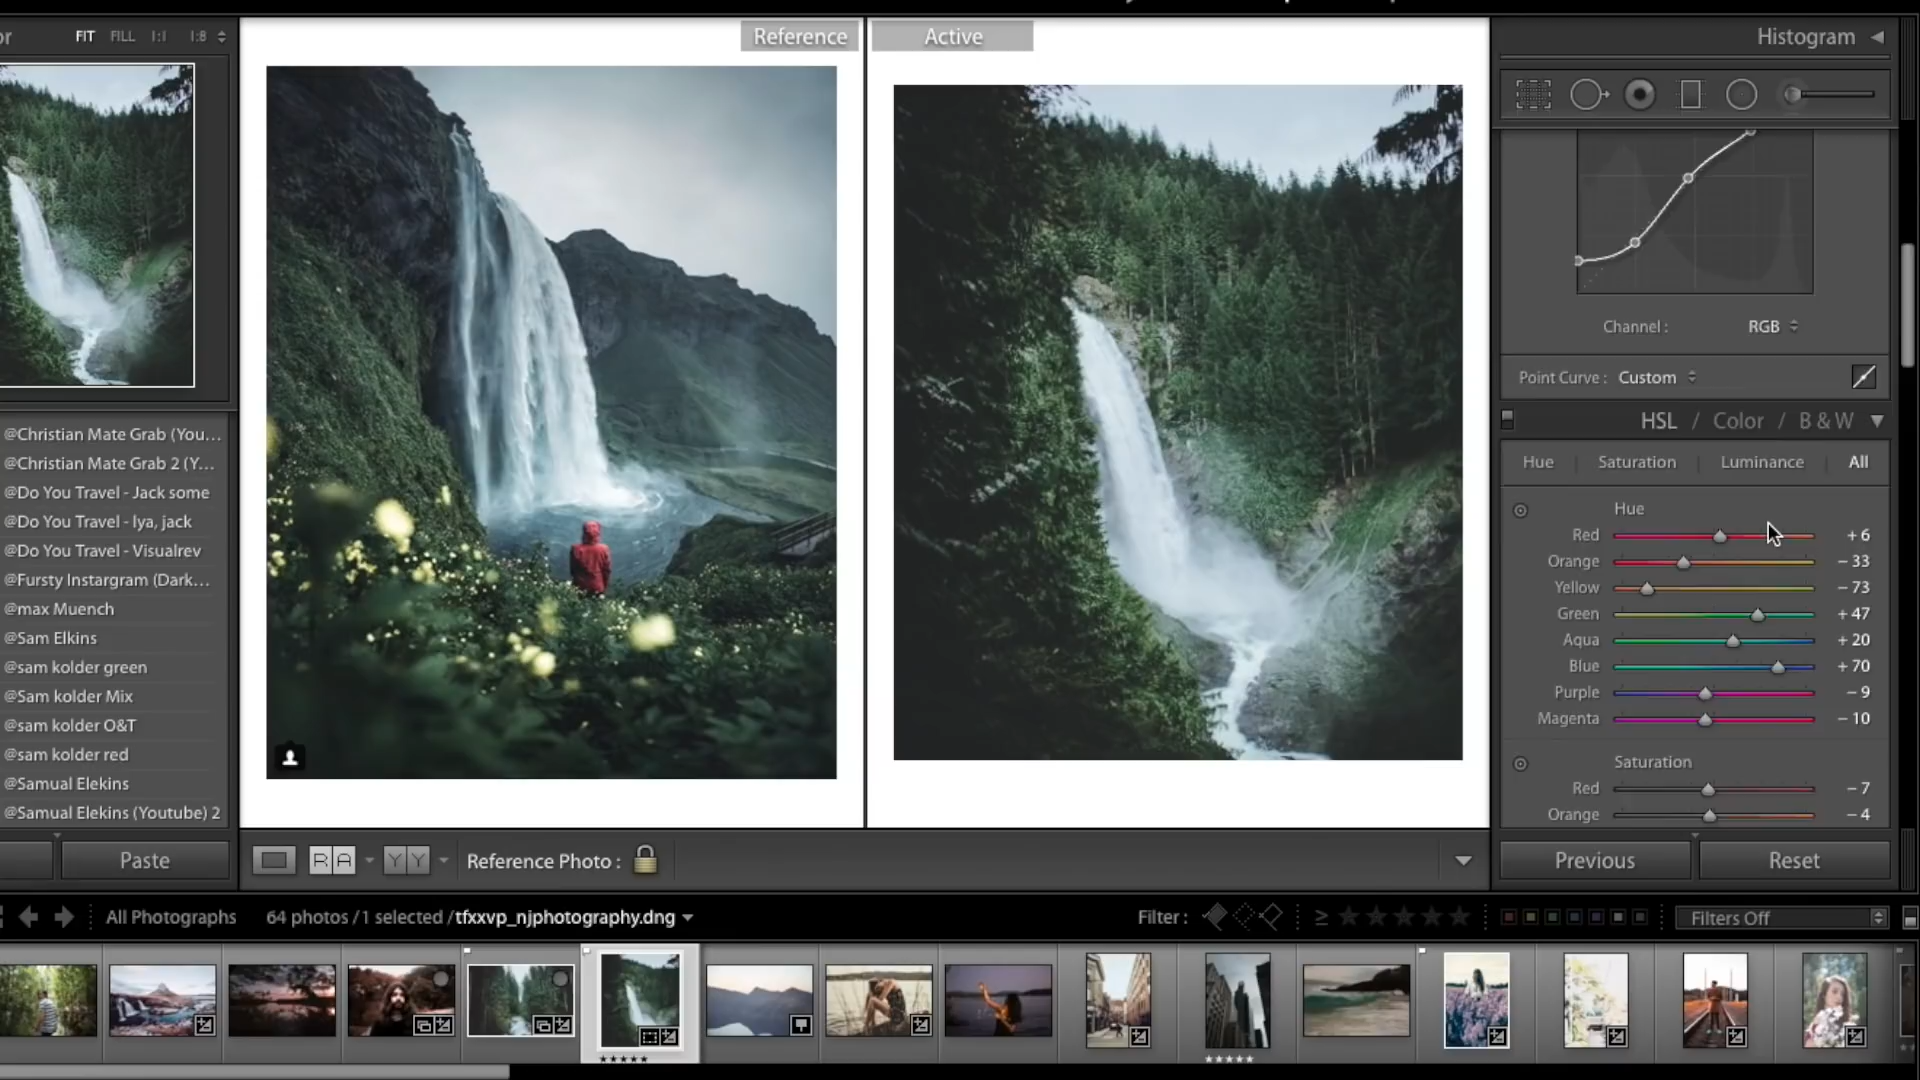 or FIT FILL 1:1 1:8
Reference
Active
Histogram
Channel : RGB
Point Curve : Custom
HSL / Color / B & W
Hue Saturation Luminance All
Hue
Red + 6
Orange − 33
Yellow − 73
Green + 47
Aqua + 20
Blue + 70
Purple − 9
Magenta − 10
Saturation
Red − 7
Orange − 4
@Christian Mate Grab (You...
@Christian Mate Grab 2 (Y...
@Do You Travel - Jack some
@Do You Travel - lya, jack
@Do You Travel - Visualrev
@Fursty Instargram (Dark...
@max Muench
@Sam Elkins
@sam kolder green
@Sam kolder Mix
@sam kolder O&T
@sam kolder red
@Samual Elekins
@Samual Elekins (Youtube) 2
Paste
R A Y Y Reference Photo :
Previous Reset
All Photographs 64 photos / 1 selected / tfxxvp_njphotography.dng
Filter : ≥ Filters Off